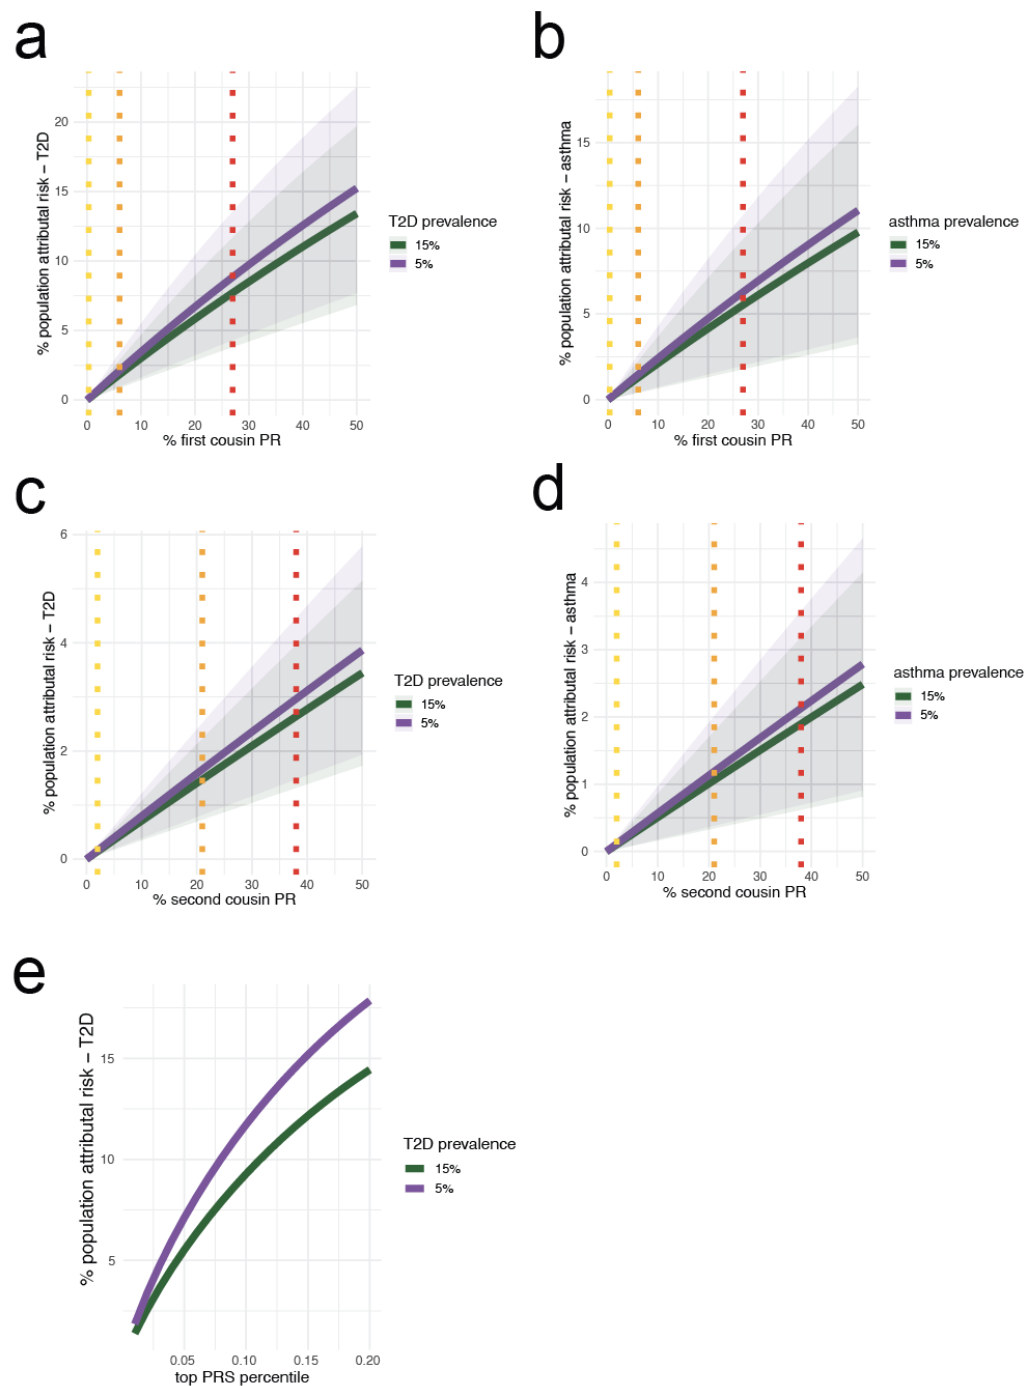 a
% population attributal risk – T2D
20
15
10
5
0
0 10 20 30 40 50
% first cousin PR
T2D prevalence
15%
5%
b
% population attributal risk – asthma
15
10
5
0
0 10 20 30 40 50
% first cousin PR
asthma prevalence
15%
5%
c
% population attributal risk – T2D
6
4
2
0
0 10 20 30 40 50
% second cousin PR
T2D prevalence
15%
5%
d
% population attributal risk – asthma
4
3
2
1
0
0 10 20 30 40 50
% second cousin PR
asthma prevalence
15%
5%
e
% population attributal risk – T2D
15
10
5
0.05 0.10 0.15 0.20
top PRS percentile
T2D prevalence
15%
5%